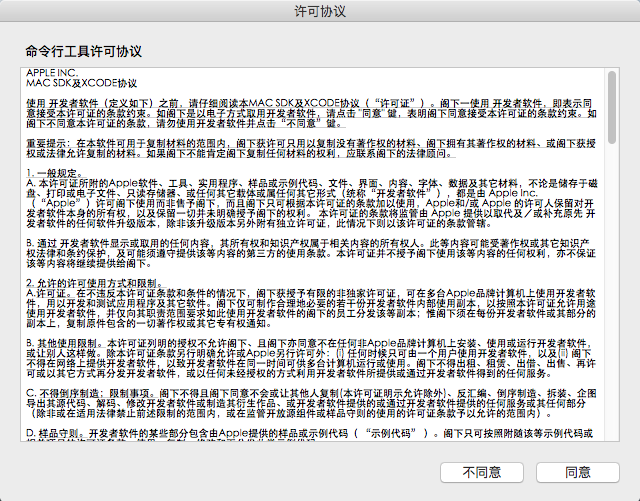 许可协议
命令行工具许可协议
APPLE INC.
MAC SDK及XCODE协议
使用 开发者软件（定义如下）之前，请仔细阅读本MAC SDK及XCODE协议（“许可证”）。阁下一使用 开发者软件，即表示同
意接受本许可证的条款约束。如阁下是以电子方式取用开发者软件，请点击“同意”键，表明阁下同意接受本许可证的条款约束。如
阁下不同意本许可证的条款，请勿使用开发者软件并点击“不同意”键。
重要提示：在本软件可用于复制材料的范围内，阁下获许可只用以复制没有著作权的材料、阁下拥有其著作权的材料、或阁下获授
权或法律允许复制的材料。如果阁下不能肯定阁下复制任何材料的权利，应联系阁下的法律顾问。
1. 一般规定。
A. 本许可证所附的Apple软件、工具、实用程序、样品或示例代码、文件、界面、内容、字体、数据及其它材料，不论是储存于磁
盘、打印或电子文件、只读存储器、或任何其它载体或属任何其它形式（统称“开发者软件”），都是由 Apple Inc.
（“Apple”）许可阁下使用而非售予阁下，而且阁下只可根据本许可证的条款加以使用，Apple和/或 Apple 的许可人保留对开
发者软件本身的所有权，以及保留一切并未明确授予阁下的权利。 本许可证的条款将监管由 Apple 提供以取代及／或补充原先 开
发者软件的任何软件升级版本，除非该升级版本另外附有独立许可证，此情况下则以该许可证的条款管辖。
B. 通过 开发者软件显示或取用的任何内容，其所有权和知识产权属于相关内容的所有权人。此等内容可能受著作权或其它知识产
权法律和条约保护，及可能须遵守提供该等内容的第三方的使用条款。本许可证并不授予阁下使用该等内容的任何权利，亦不保证
该等内容将继续提供给阁下。
2. 允许的许可使用方式和限制。
A.许可证。在不违反本许可证条款和条件的情况下，阁下获授予有限的非独家许可证，可在多台Apple品牌计算机上使用开发者软
件，用以开发和测试应用程序及其它软件。阁下仅可制作合理地必要的若干份开发者软件内部使用副本，以按照本许可证允许用途
使用开发者软件，并仅向其职责范围要求如此使用开发者软件的阁下的员工分发该等副本；惟阁下须在每份开发者软件或其部分的
副本上，复制原件包含的一切著作权或其它专有权通知。
B. 其他使用限制。本许可证列明的授权不允许阁下、且阁下亦同意不在任何非Apple品牌计算机上安装、使用或运行开发者软件，
或让别人这样做。除本许可证条款另行明确允许或Apple另行许可外：(i) 任何时候只可由一个用户使用开发者软件，以及(ii) 阁下
不得在网络上提供开发者软件，以致开发者软件在同一时间可供多台计算机运行或使用。阁下不得出租、租赁、出借、出售、再许
可或以其它方式再分发开发者软件，或以任何未经授权的方式利用开发者软件所提供或通过开发者软件得到的任何服务。
C. 不得倒序制造；限制事项。阁下不得且阁下同意不会或让其他人复制(本许可证明示允许除外)、反汇编、倒序制造、拆装、企图
导出其源代码、解码、修改开发者软件或制造其衍生作品、或开发者软件提供的或通过开发者软件提供的任何服务或其任何部分
（除非或在适用法律禁止前述限制的范围内，或在监管开放源组件或样品守则的使用的许可证条款予以允许的范围内）。
D. 样品守则。开发者软件的某些部分包含由Apple提供的样品或示例代码（ “示例代码” ）。阁下只可按照附随该等示例代码或
不同意
同意